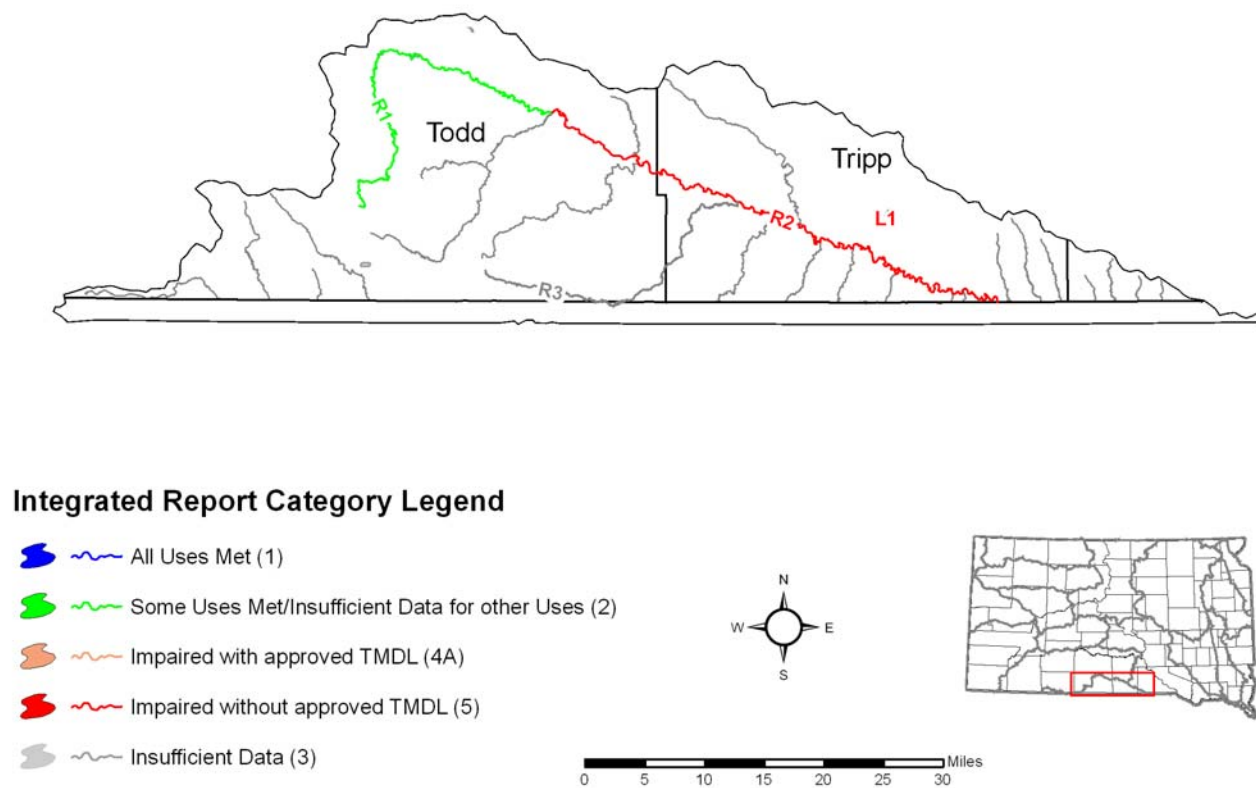 R1
Todd
Tripp
R2
L1
R3
Integrated Report Category Legend
All Uses Met (1)
Some Uses Met/Insufficient Data for other Uses (2)
Impaired with approved TMDL (4A)
Impaired without approved TMDL (5)
Insufficient Data (3)
N
W E
S
Miles
0 5 10 15 20 25 30